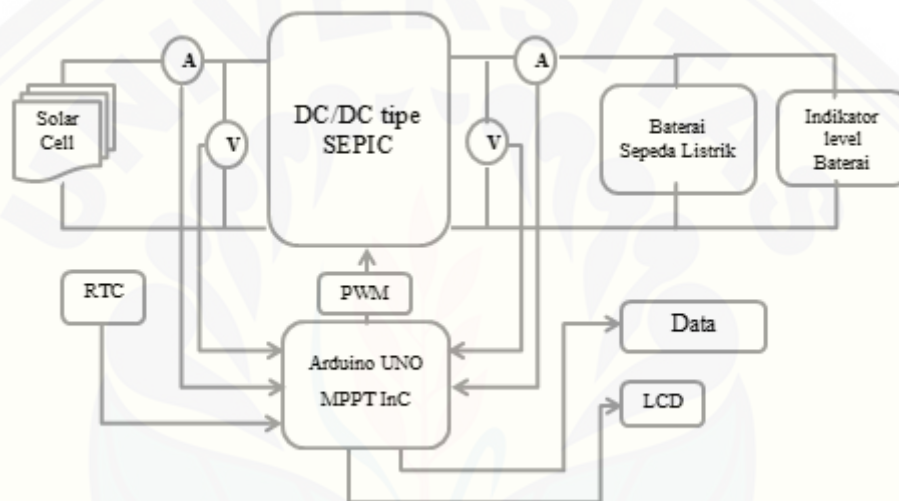 UNIVERSITAS
A
A
Solar
Cell
V
DC/DC tipe
SEPIC
V
Baterai
Sepeda Listrik
Indikator
level
Baterai
RTC
PWM
Data
Arduino UNO
MPPT InC
LCD